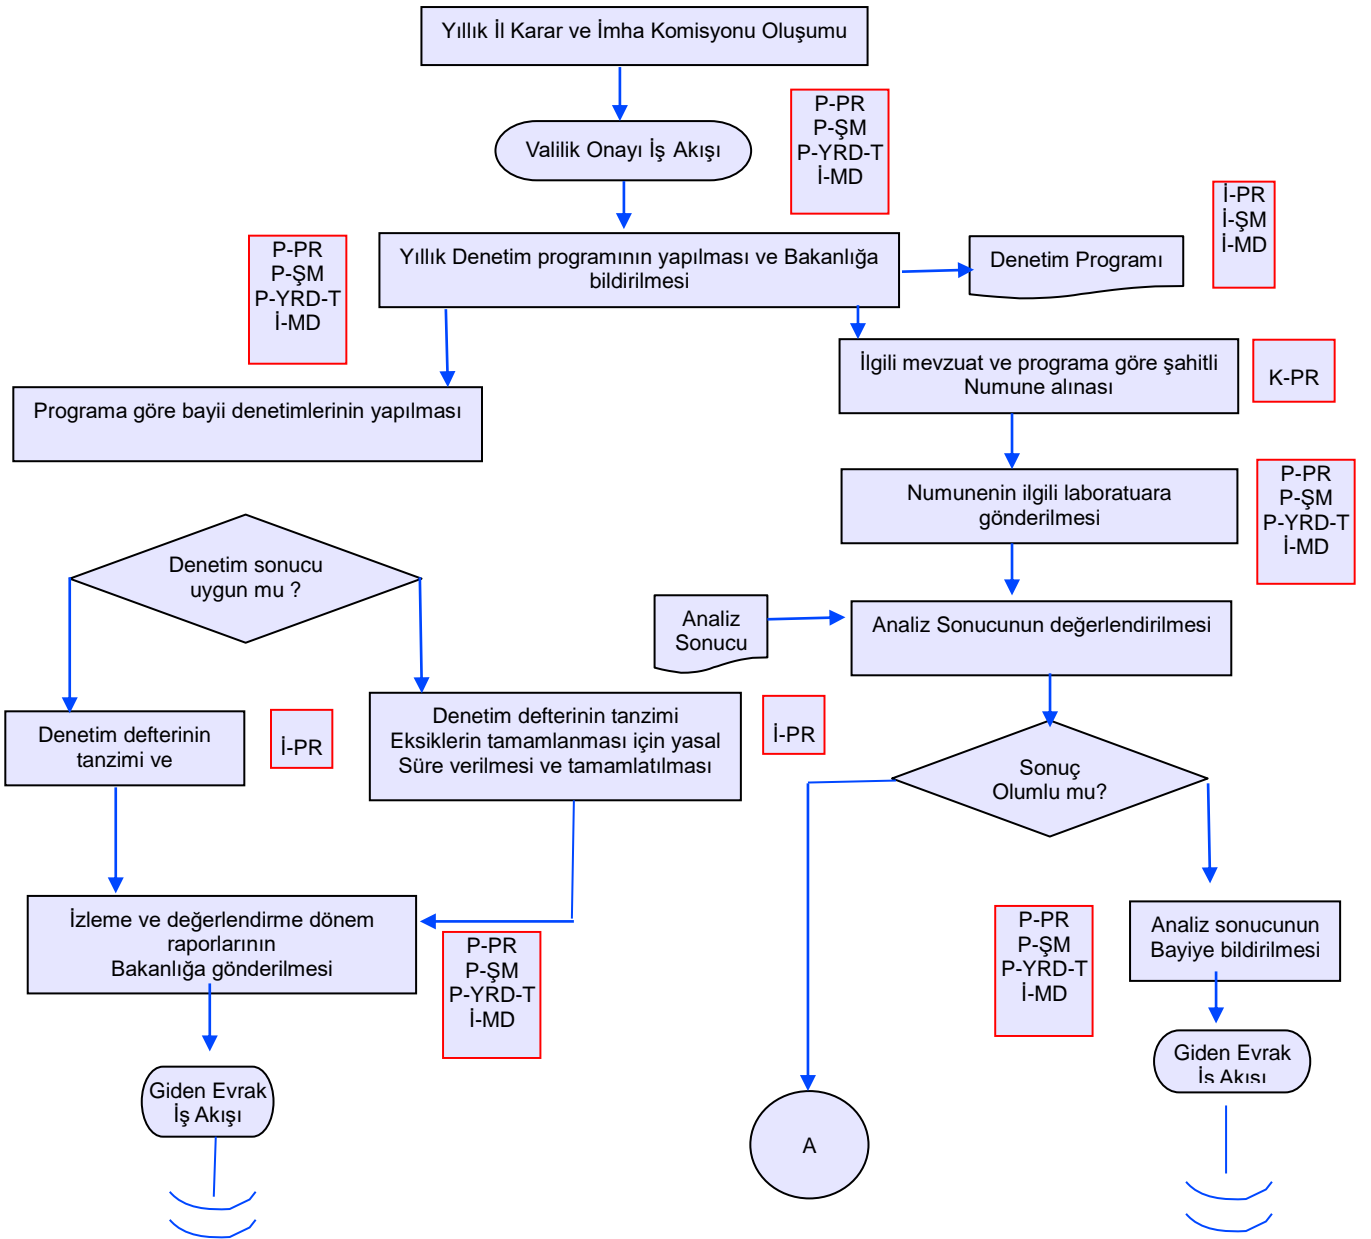 Yıllık İl Karar ve İmha Komisyonu Oluşumu
Valilik Onayı İş Akışı
P-PR
P-ŞM
P-YRD-T
İ-MD
İ-PR
İ-ŞM
İ-MD
P-PR
P-ŞM
P-YRD-T
İ-MD
Yıllık Denetim programının yapılması ve Bakanlığa
bildirilmesi
Denetim Programı
İlgili mevzuat ve programa göre şahitli
Numune alınası
K-PR
Programa göre bayii denetimlerinin yapılması
Numunenin ilgili laboratuara
gönderilmesi
P-PR
P-ŞM
P-YRD-T
İ-MD
Denetim sonucu
uygun mu ?
Analiz
Sonucu
Analiz Sonucunun değerlendirilmesi
Denetim defterinin
tanzimi ve
İ-PR
Denetim defterinin tanzimi
Eksiklerin tamamlanması için yasal
Süre verilmesi ve tamamlatılması
İ-PR
Sonuç
Olumlu mu?
İzleme ve değerlendirme dönem
raporlarının
Bakanlığa gönderilmesi
P-PR
P-ŞM
P-YRD-T
İ-MD
P-PR
P-ŞM
P-YRD-T
İ-MD
Analiz sonucunun
Bayiye bildirilmesi
Giden Evrak
İş Akışı
A
Giden Evrak
İş Akışı